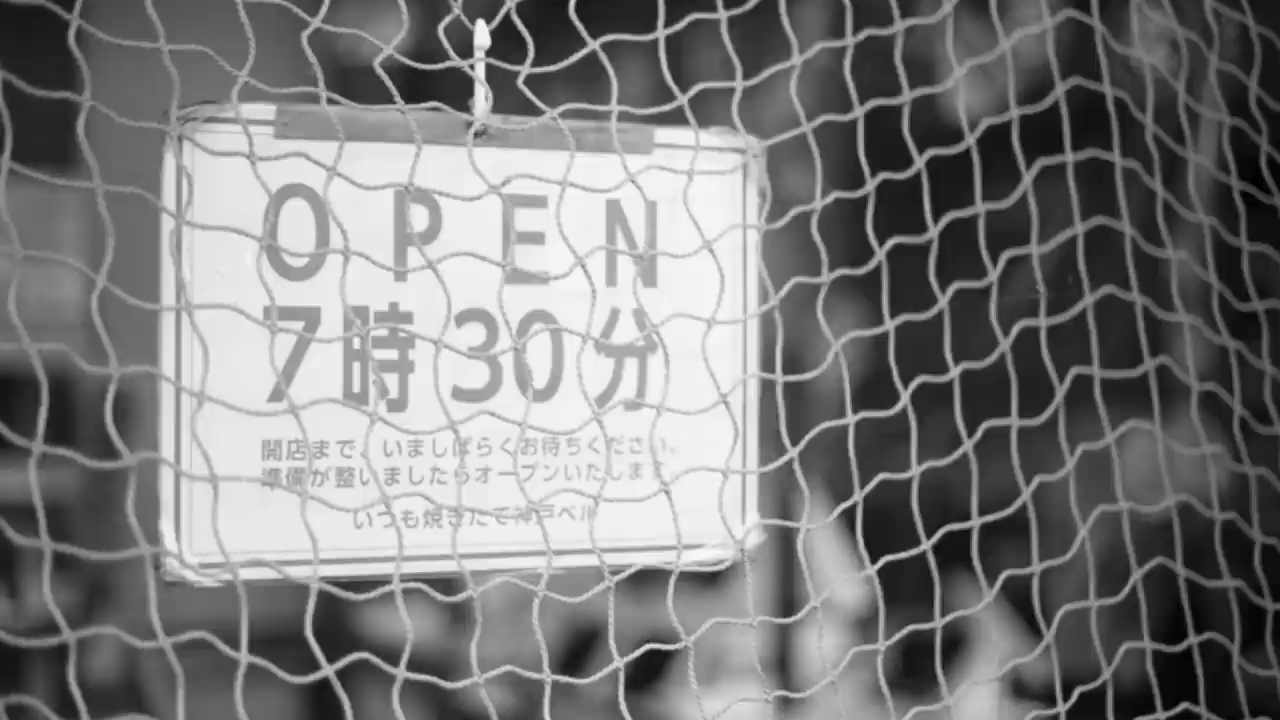 OPEN
7時30分
開店まで、いましばらくお待ちください。
準備が整いましたらオープンいたします。
いつも焼きたて神戸ベル